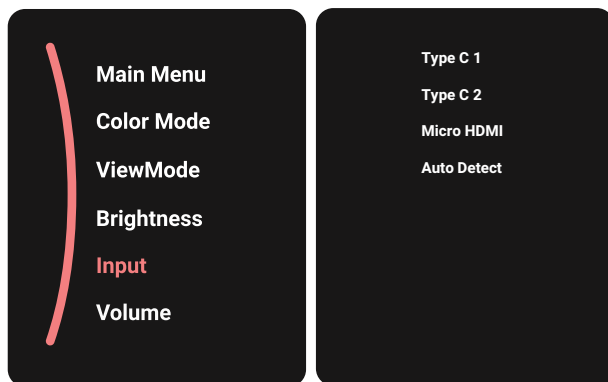 Main Menu
Color Mode
ViewMode
Brightness
Input
Volume
Type C 1
Type C 2
Micro HDMI
Auto Detect